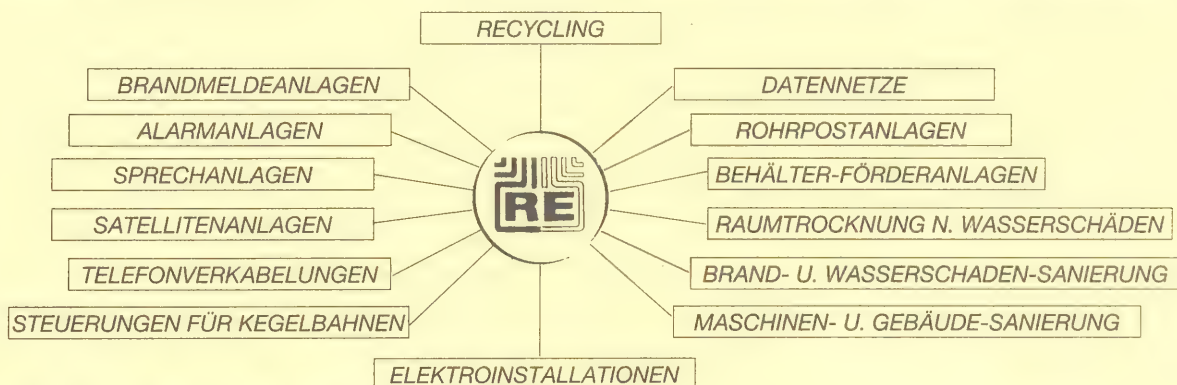 RECYCLING
BRANDMELDEANLAGEN
DATENNETZE
ALARMANLAGEN
ROHRPOSTANLAGEN
SPRECHANLAGEN
BEHÄLTER-FÖRDERANLAGEN
RE
SATELLITENANLAGEN
RAUMTROCKNUNG N. WASSERSCHÄDEN
TELEFONVERKABELUNGEN
BRAND- U. WASSERSCHADEN-SANIERUNG
STEUERUNGEN FÜR KEGELBAHNEN
MASCHINEN- U. GEBÄUDE-SANIERUNG
ELEKTROINSTALLATIONEN